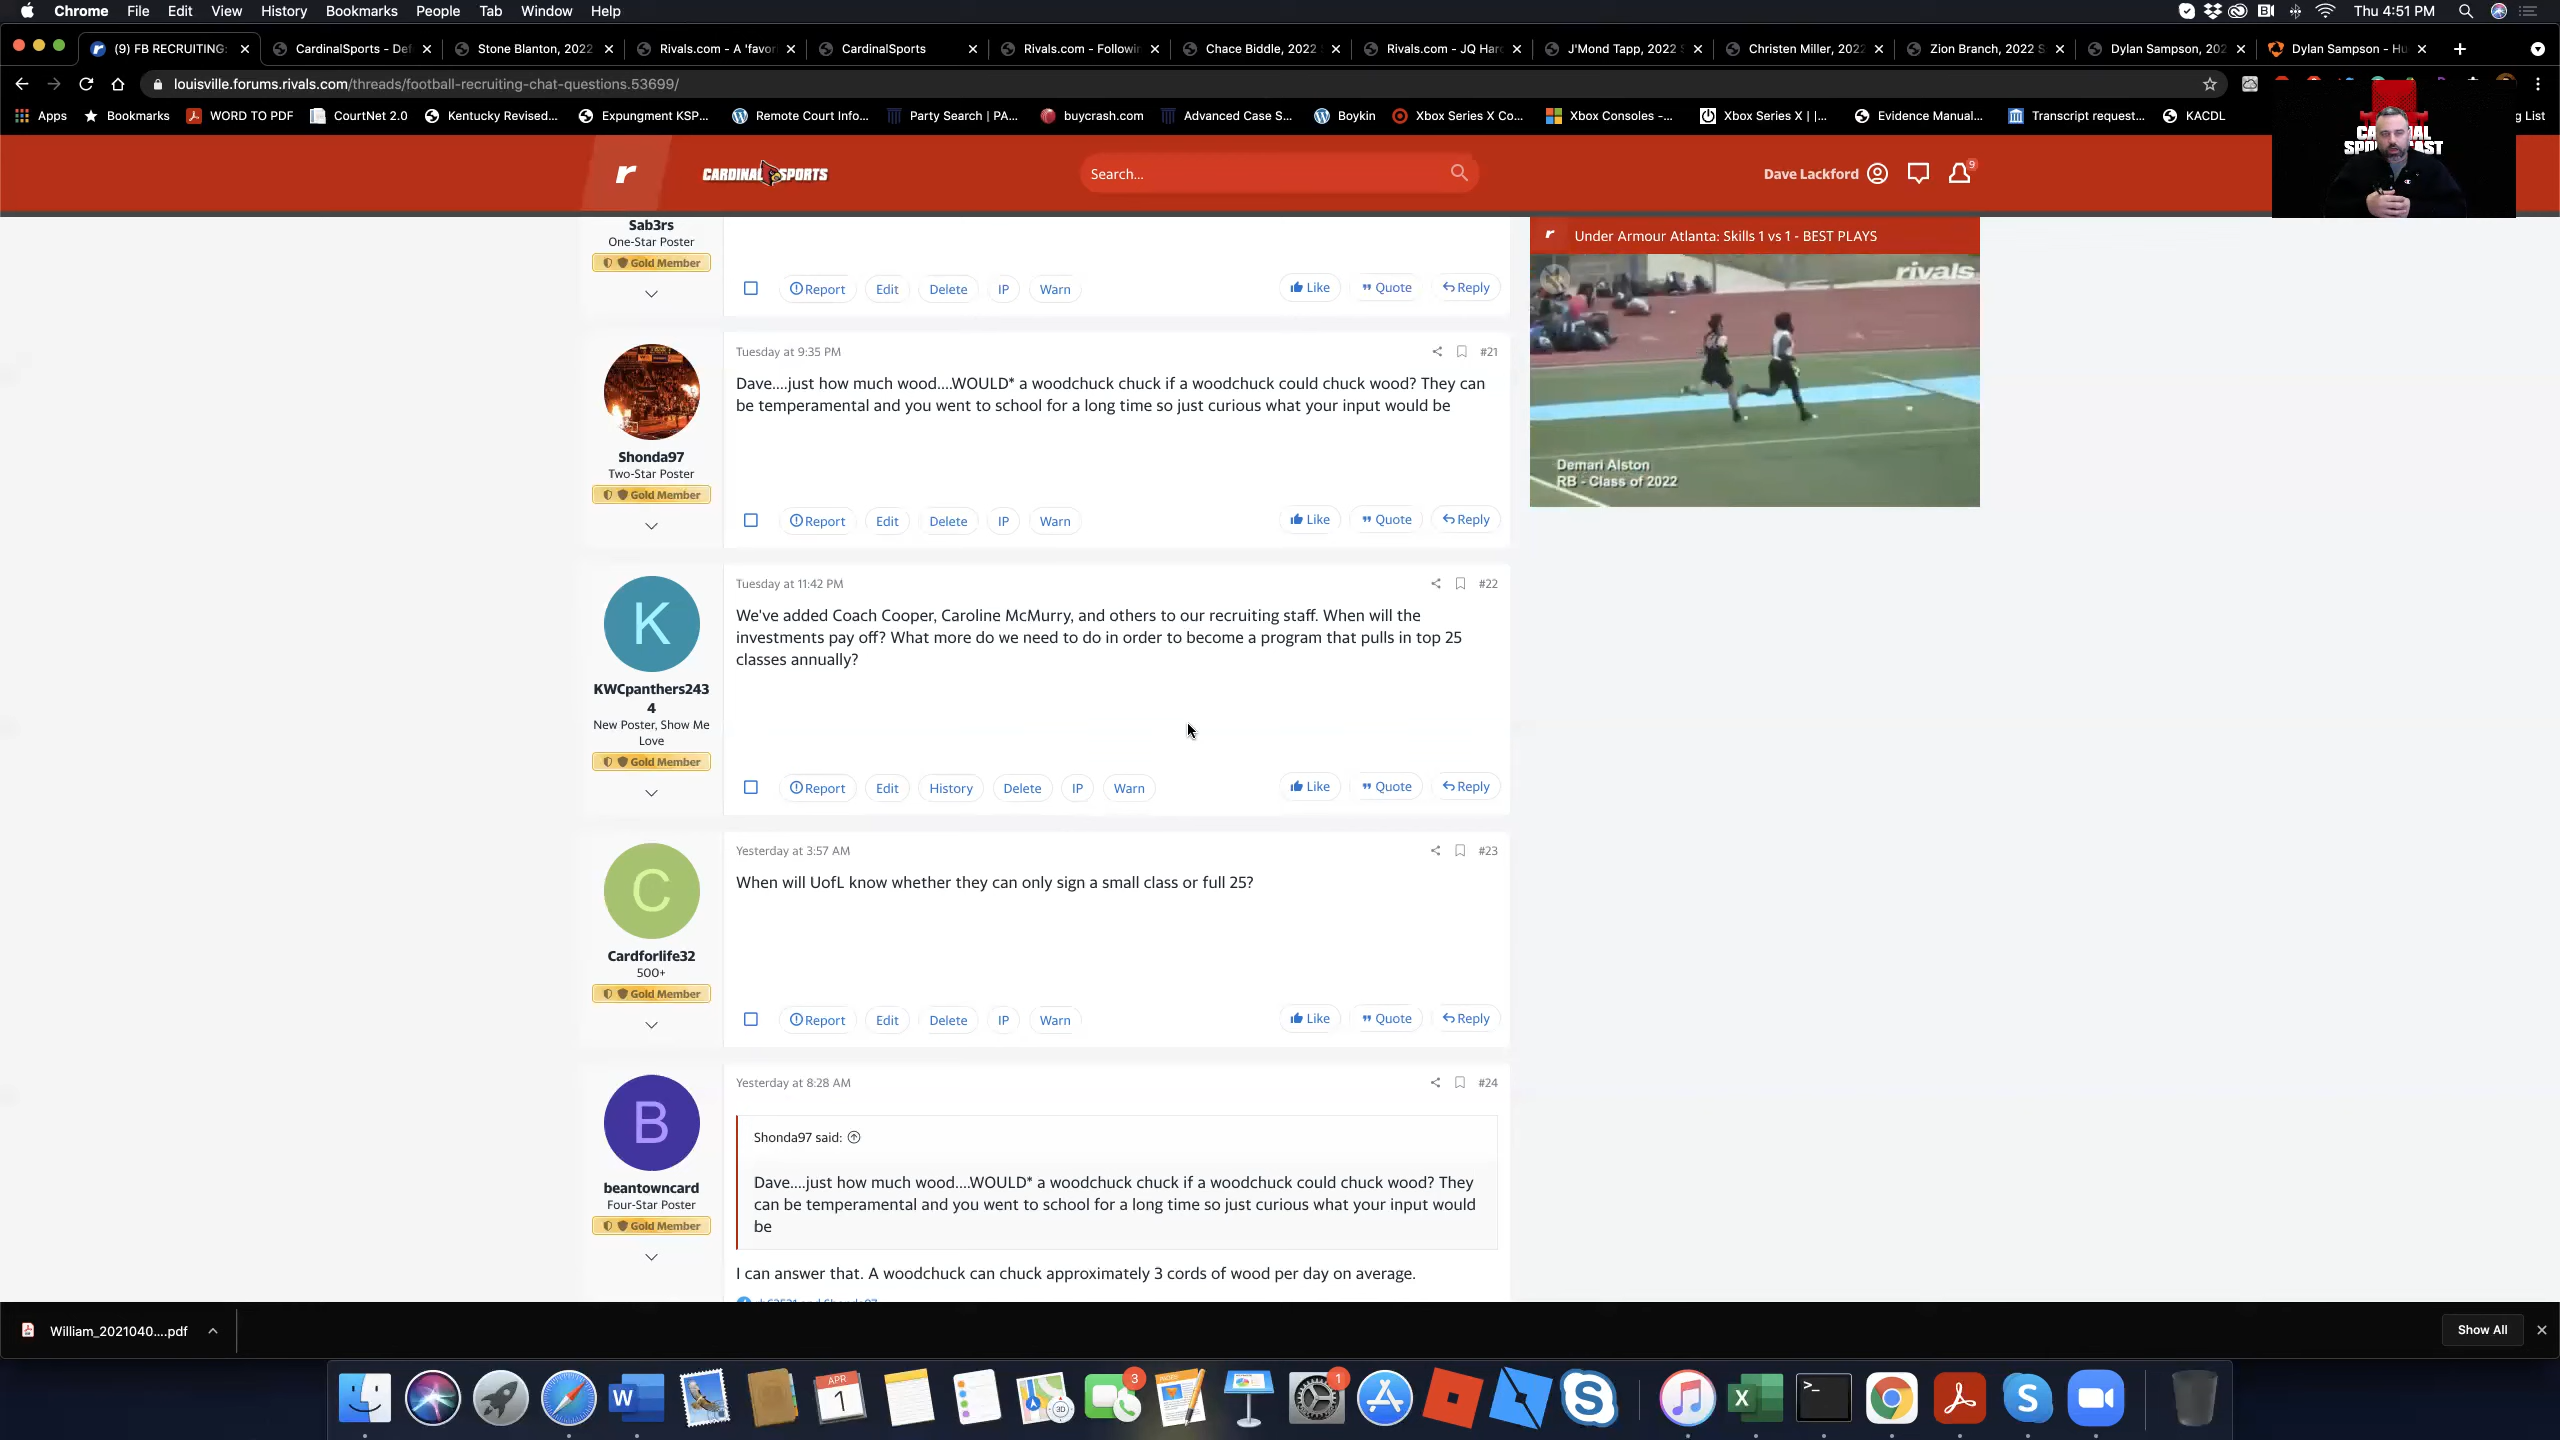 Chrome File Edit View History Bookmarks People Tab Window Help Thu 4:51 PM
(9) FB RECRUITING: CardinalSports - Def Stone Blanton, 2022 Rivals.com - A 'favor CardinalSports Rivals.com - Followin Chace Biddle, 2022 Rivals.com - JQ Har J'Mond Tapp, 2022 S Christen Miller, 2022 Zion Branch, 2022 S Dylan Sampson, 202 Dylan Sampson - Hu
louisville.forums.rivals.com/threads/football-recruiting-chat-questions.53699/
Apps Bookmarks WORD TO PDF CourtNet 2.0 Kentucky Revised... Expungment KSP... Remote Court Info... Party Search | PA... buycrash.com Advanced Case S... Boykin Xbox Series X Co... Xbox Consoles -... Xbox Series X | |... Evidence Manual... Transcript request... KACDL g List
r CARDINAL SPORTS Search... Dave Lackford 9
Sab3rs
One-Star Poster
Gold Member
Report Edit Delete IP Warn Like Quote Reply
r Under Armour Atlanta: Skills 1 vs 1 - BEST PLAYS
rivals
Demari Alston
RB - Class of 2022
Tuesday at 9:35 PM #21
Dave....just how much wood....WOULD* a woodchuck chuck if a woodchuck could chuck wood? They can
be temperamental and you went to school for a long time so just curious what your input would be
Shonda97
Two-Star Poster
Gold Member
Report Edit Delete IP Warn Like Quote Reply
Tuesday at 11:42 PM #22
We've added Coach Cooper, Caroline McMurry, and others to our recruiting staff. When will the
investments pay off? What more do we need to do in order to become a program that pulls in top 25
classes annually?
K
KWCpanthers243
4
New Poster, Show Me
Love
Gold Member
Report Edit History Delete IP Warn Like Quote Reply
Yesterday at 3:57 AM #23
When will UofL know whether they can only sign a small class or full 25?
C
Cardforlife32
500+
Gold Member
Report Edit Delete IP Warn Like Quote Reply
Yesterday at 8:28 AM #24
B
beantowncard
Four-Star Poster
Gold Member
Shonda97 said:
Dave....just how much wood....WOULD* a woodchuck chuck if a woodchuck could chuck wood? They
can be temperamental and you went to school for a long time so just curious what your input would
be
I can answer that. A woodchuck can chuck approximately 3 cords of wood per day on average.
William_2021040....pdf Show All
APR
1
3
3D
1